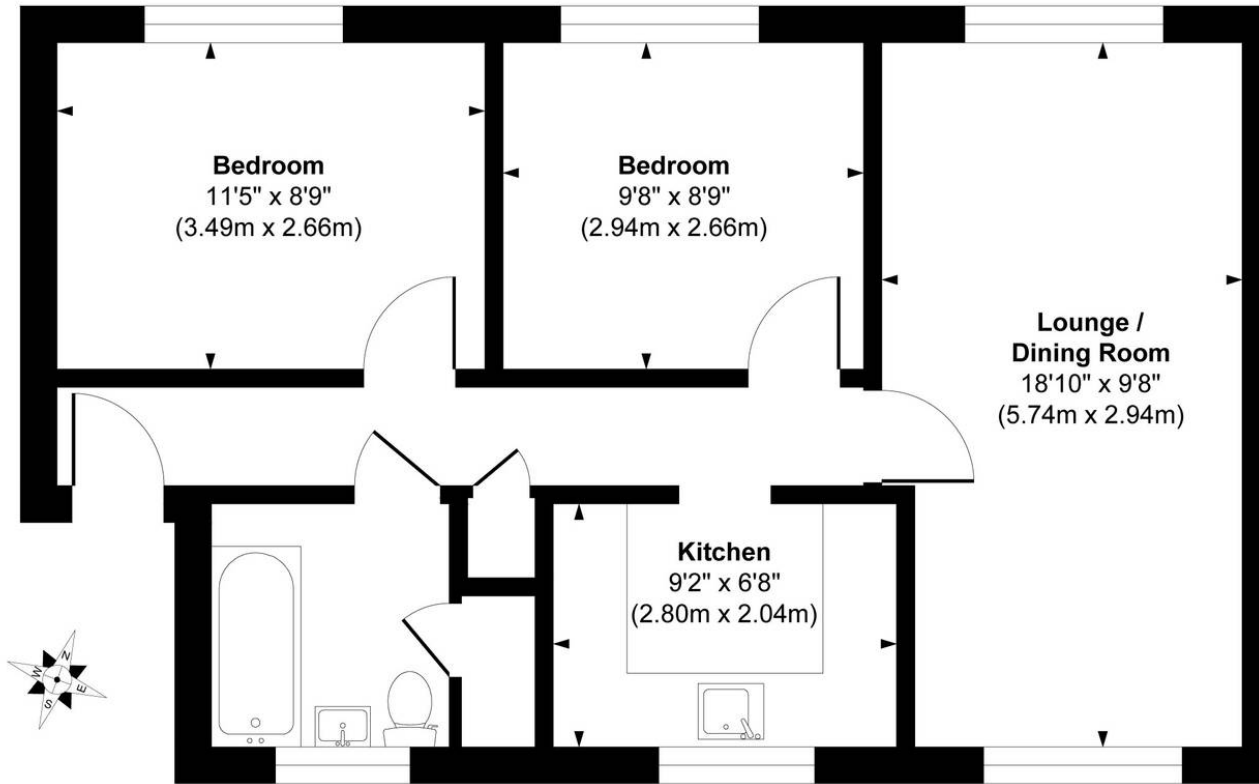 Bedroom
11'5" x 8'9"
(3.49m x 2.66m)
Bedroom
9'8" x 8'9"
(2.94m x 2.66m)
Lounge /
Dining Room
18'10" x 9'8"
(5.74m x 2.94m)
Kitchen
9'2" x 6'8"
(2.80m x 2.04m)
N
W
E
S